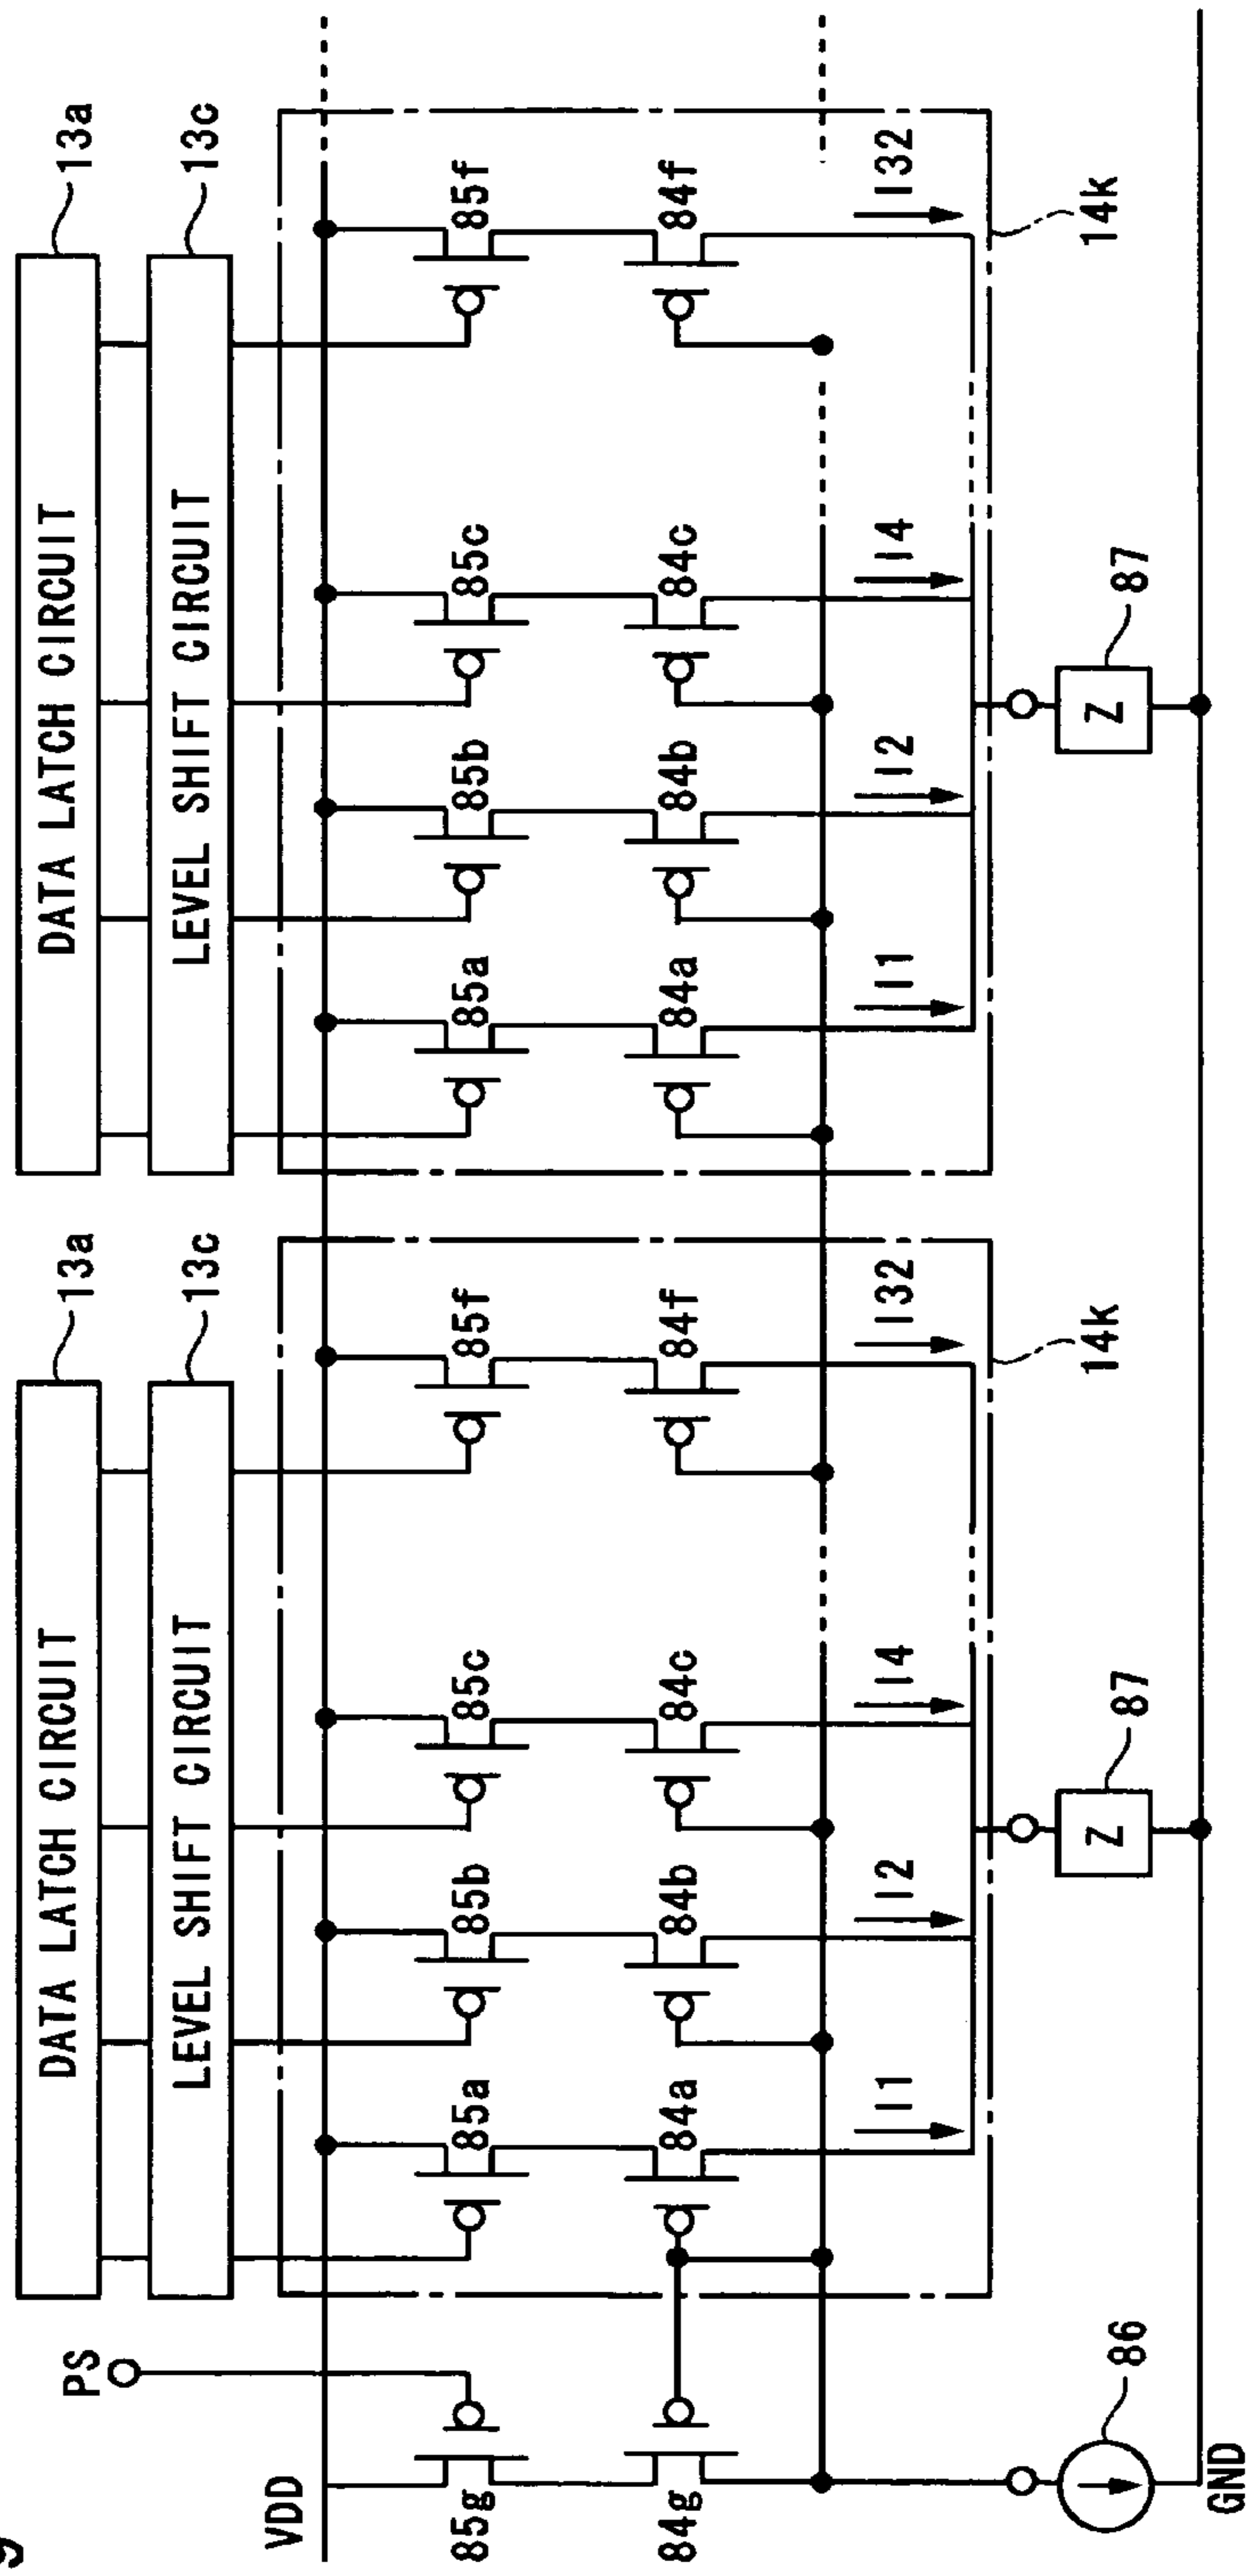 13a
13a
DATA LATCH CIRCUIT
DATA LATCH CIRCUIT
13c
13c
LEVEL SHIFT CIRCUIT
LEVEL SHIFT CIRCUIT
PS
VDD
85g
85a
85b
85c
85f
85a
85b
85c
85f
84g
84a
84b
84c
84f
84a
84b
84c
84f
I1
I2
I4
I32
I1
I2
I4
I32
14k
14k
86
Z
87
Z
87
GND